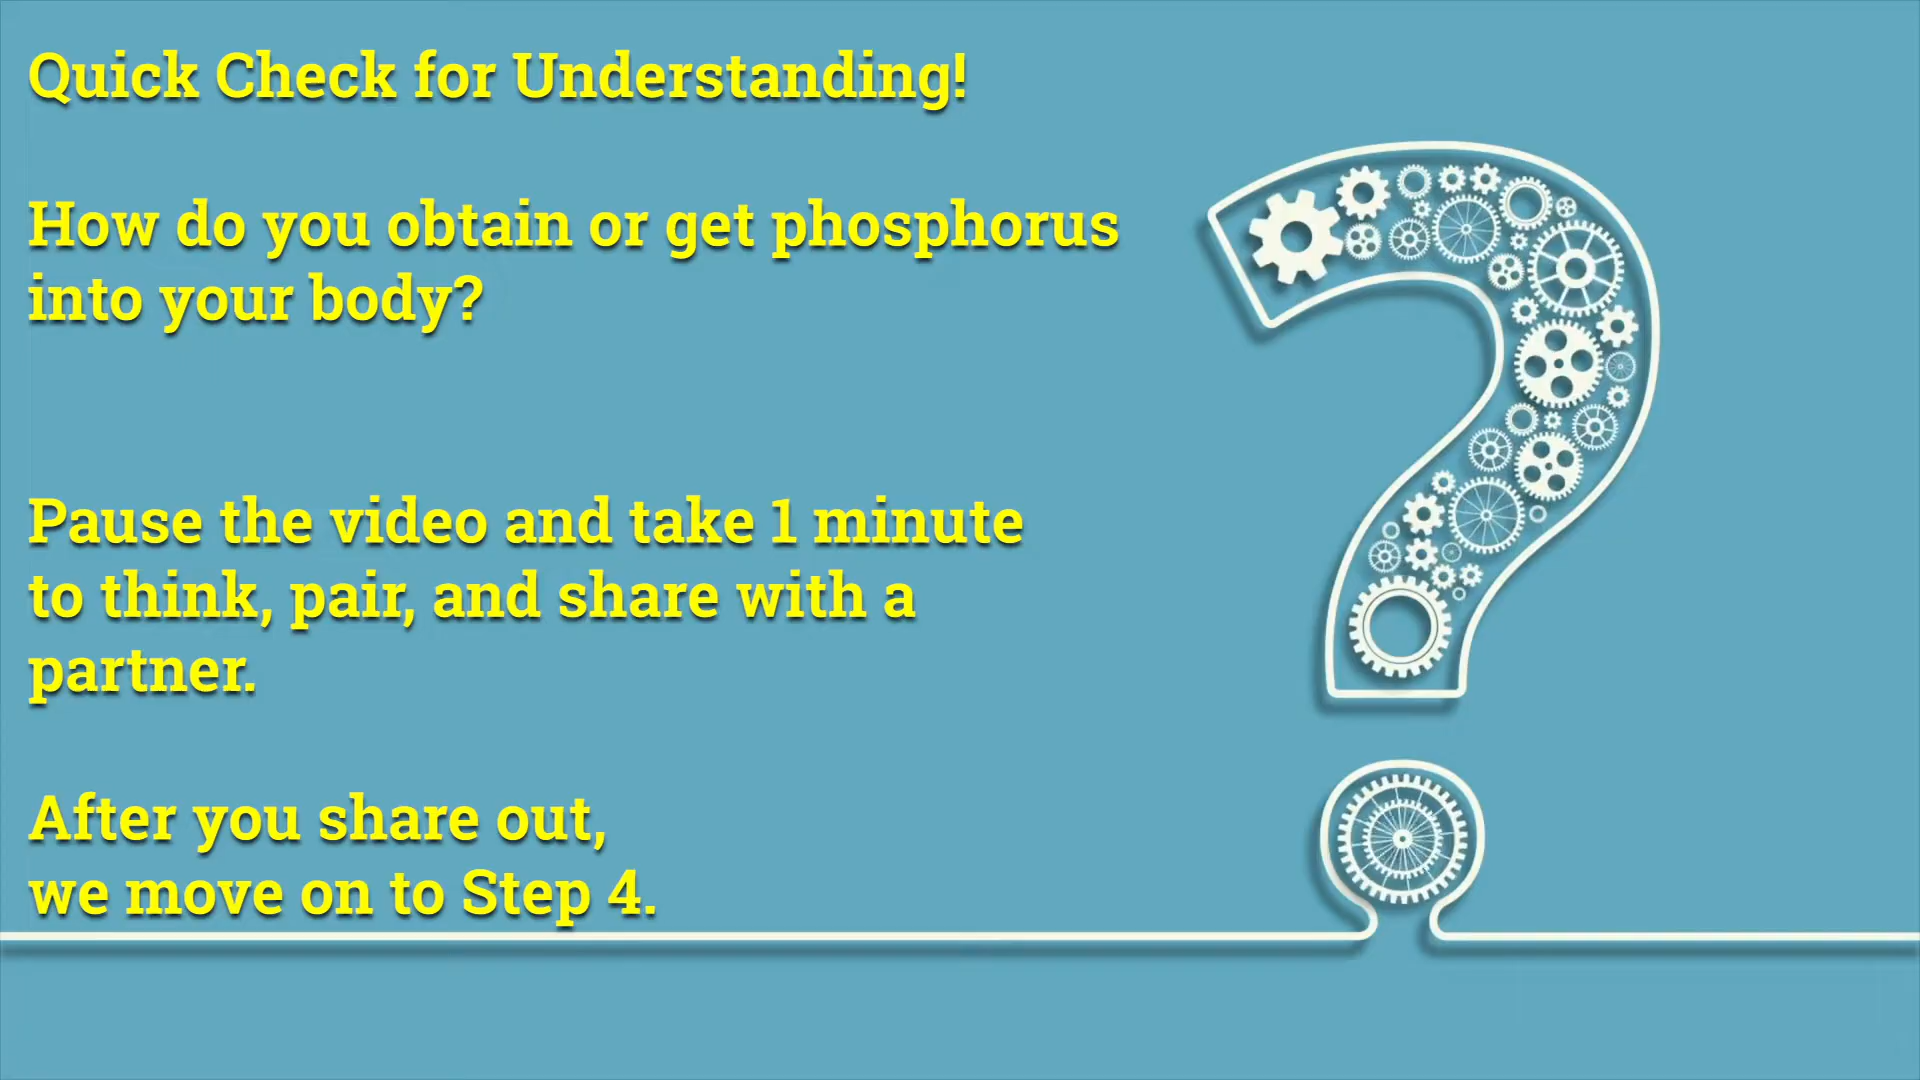 Quick Check for Understanding!
How do you obtain or get phosphorus
into your body?
Pause the video and take 1 minute
to think, pair, and share with a
partner.
After you share out,
we move on to Step 4.